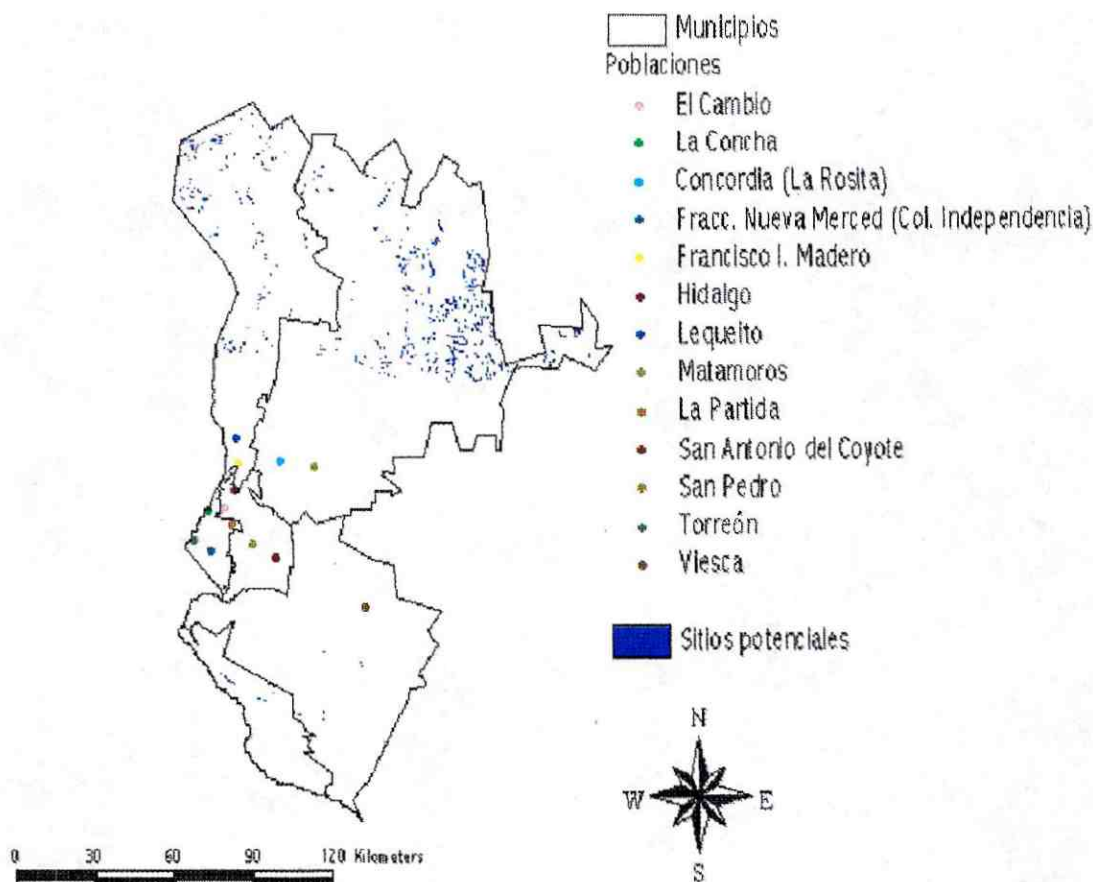 Municipios
Poblaciones
El Cambio
La Concha
Concordia (La Rosita)
Fracc. Nueva Merced (Col. Independencia)
Francisco I. Madero
Hidalgo
Lequeito
Matamoros
La Partida
San Antonio del Coyote
San Pedro
Torreón
Viesca
Sitios potenciales
N
W E
S
0 30 60 90 120 Kilometers